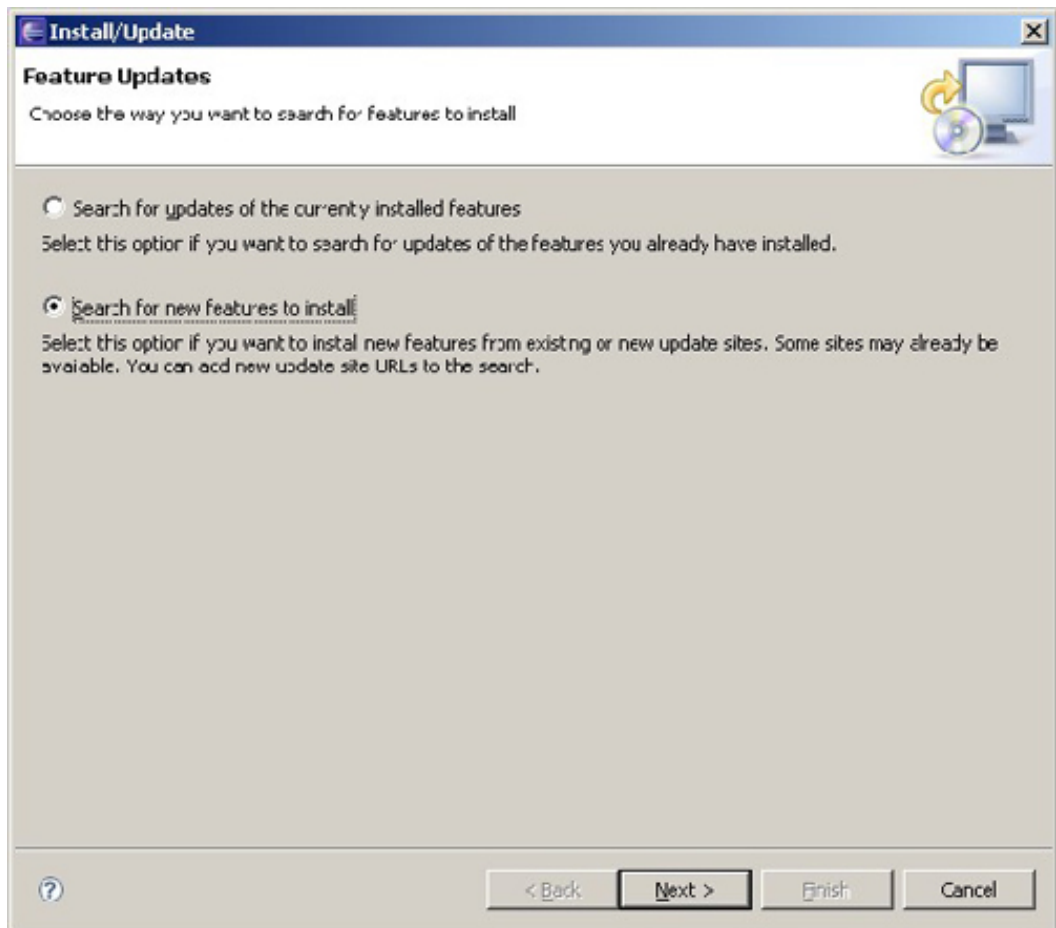 Install/Update
Feature Updates
Choose the way you want to search for features to install
Search for updates of the currently installed features
Select this option if you want to search for updates of the features you already have installed.
Search for new features to install
Select this option if you want to install new features from existing or new update sites. Some sites may already be
available. You can add new update site URLs to the search.
?
< Back
Next >
Finish
Cancel